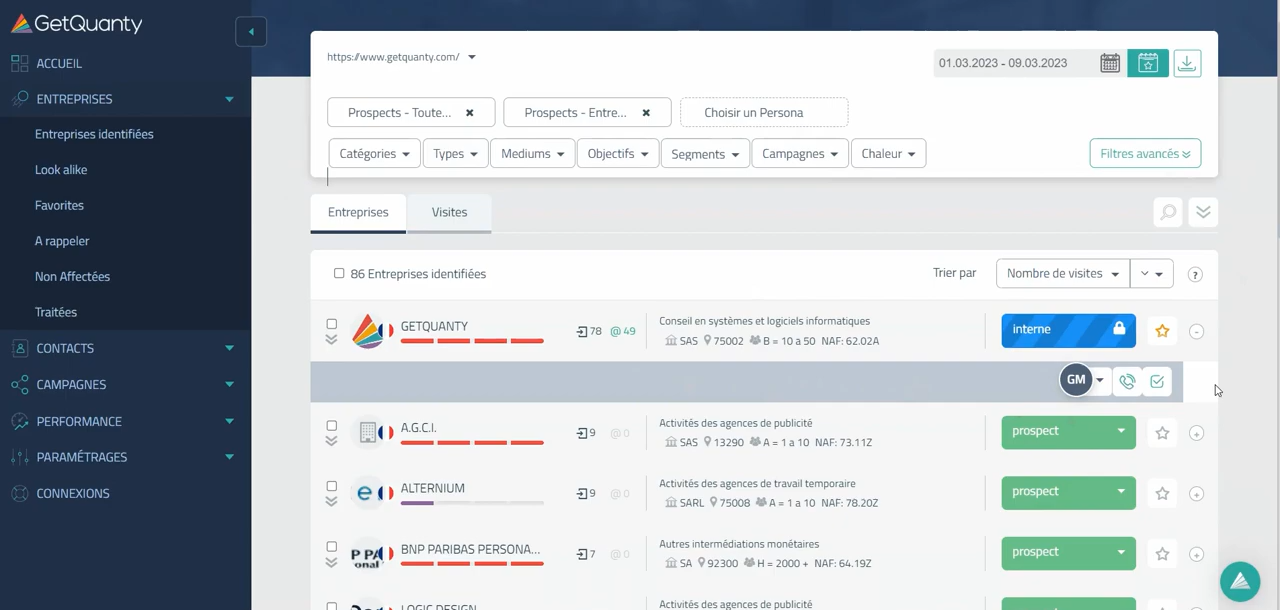 GetQuanty
ACCUEIL
ENTREPRISES
Entreprises identifiées
Look alike
Favorites
A rappeler
Non Affectées
Traitées
CONTACTS
CAMPAGNES
PERFORMANCE
PARAMÉTRAGES
CONNEXIONS
https://www.getquanty.com/
01.03.2023 - 09.03.2023
Prospects - Toute... ×
Prospects - Entre... ×
Choisir un Persona
Catégories
Types
Mediums
Objectifs
Segments
Campagnes
Chaleur
Filtres avancés
Entreprises
Visites
86 Entreprises identifiées
Trier par
Nombre de visites
?
GETQUANTY
78 @ 49
Conseil en systèmes et logiciels informatiques
SAS 75002 B = 10 a 50 NAF: 62.02A
interne
GM
A.G.C.I.
9 @ 0
Activités des agences de publicité
SAS 13290 A = 1 a 10 NAF: 73.11Z
prospect
ALTERNIUM
9 @ 0
Activités des agences de travail temporaire
SARL 75008 A = 1 a 10 NAF: 78.20Z
prospect
BNP PARIBAS PERSONA...
7 @ 0
Autres intermédiations monétaires
SA 92300 H = 2000 + NAF: 64.19Z
prospect
LOGIC DESIGN
Activités des agences de publicité